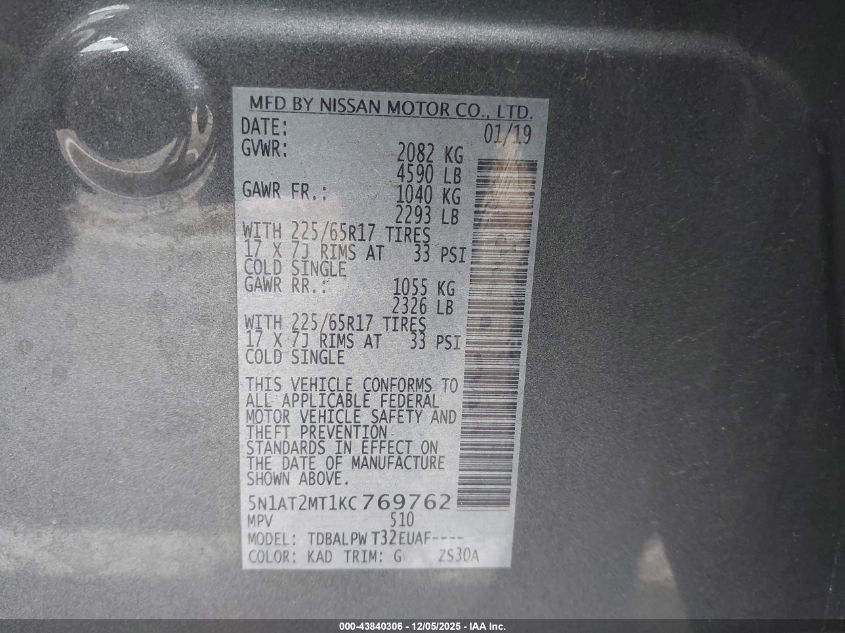 MFD BY NISSAN MOTOR CO., LTD.
DATE: 01/19
GVWR: 2082 KG
4590 LB
GAWR FR.: 1040 KG
2293 LB
WITH 225/65R17 TIRES
17 X 7J RIMS AT 33 PSI
COLD SINGLE
GAWR RR.: 1055 KG
2326 LB
WITH 225/65R17 TIRES
17 X 7J RIMS AT 33 PSI
COLD SINGLE
THIS VEHICLE CONFORMS TO
ALL APPLICABLE FEDERAL
MOTOR VEHICLE SAFETY AND
THEFT PREVENTION
STANDARDS IN EFFECT ON
THE DATE OF MANUFACTURE
SHOWN ABOVE.
5N1AT2MT1KC769762
MPV 510
MODEL: TDBALPW T32EUAF----
COLOR: KAD TRIM: G ZS30A
000-43840306 - 12/05/2025 - IAA Inc.